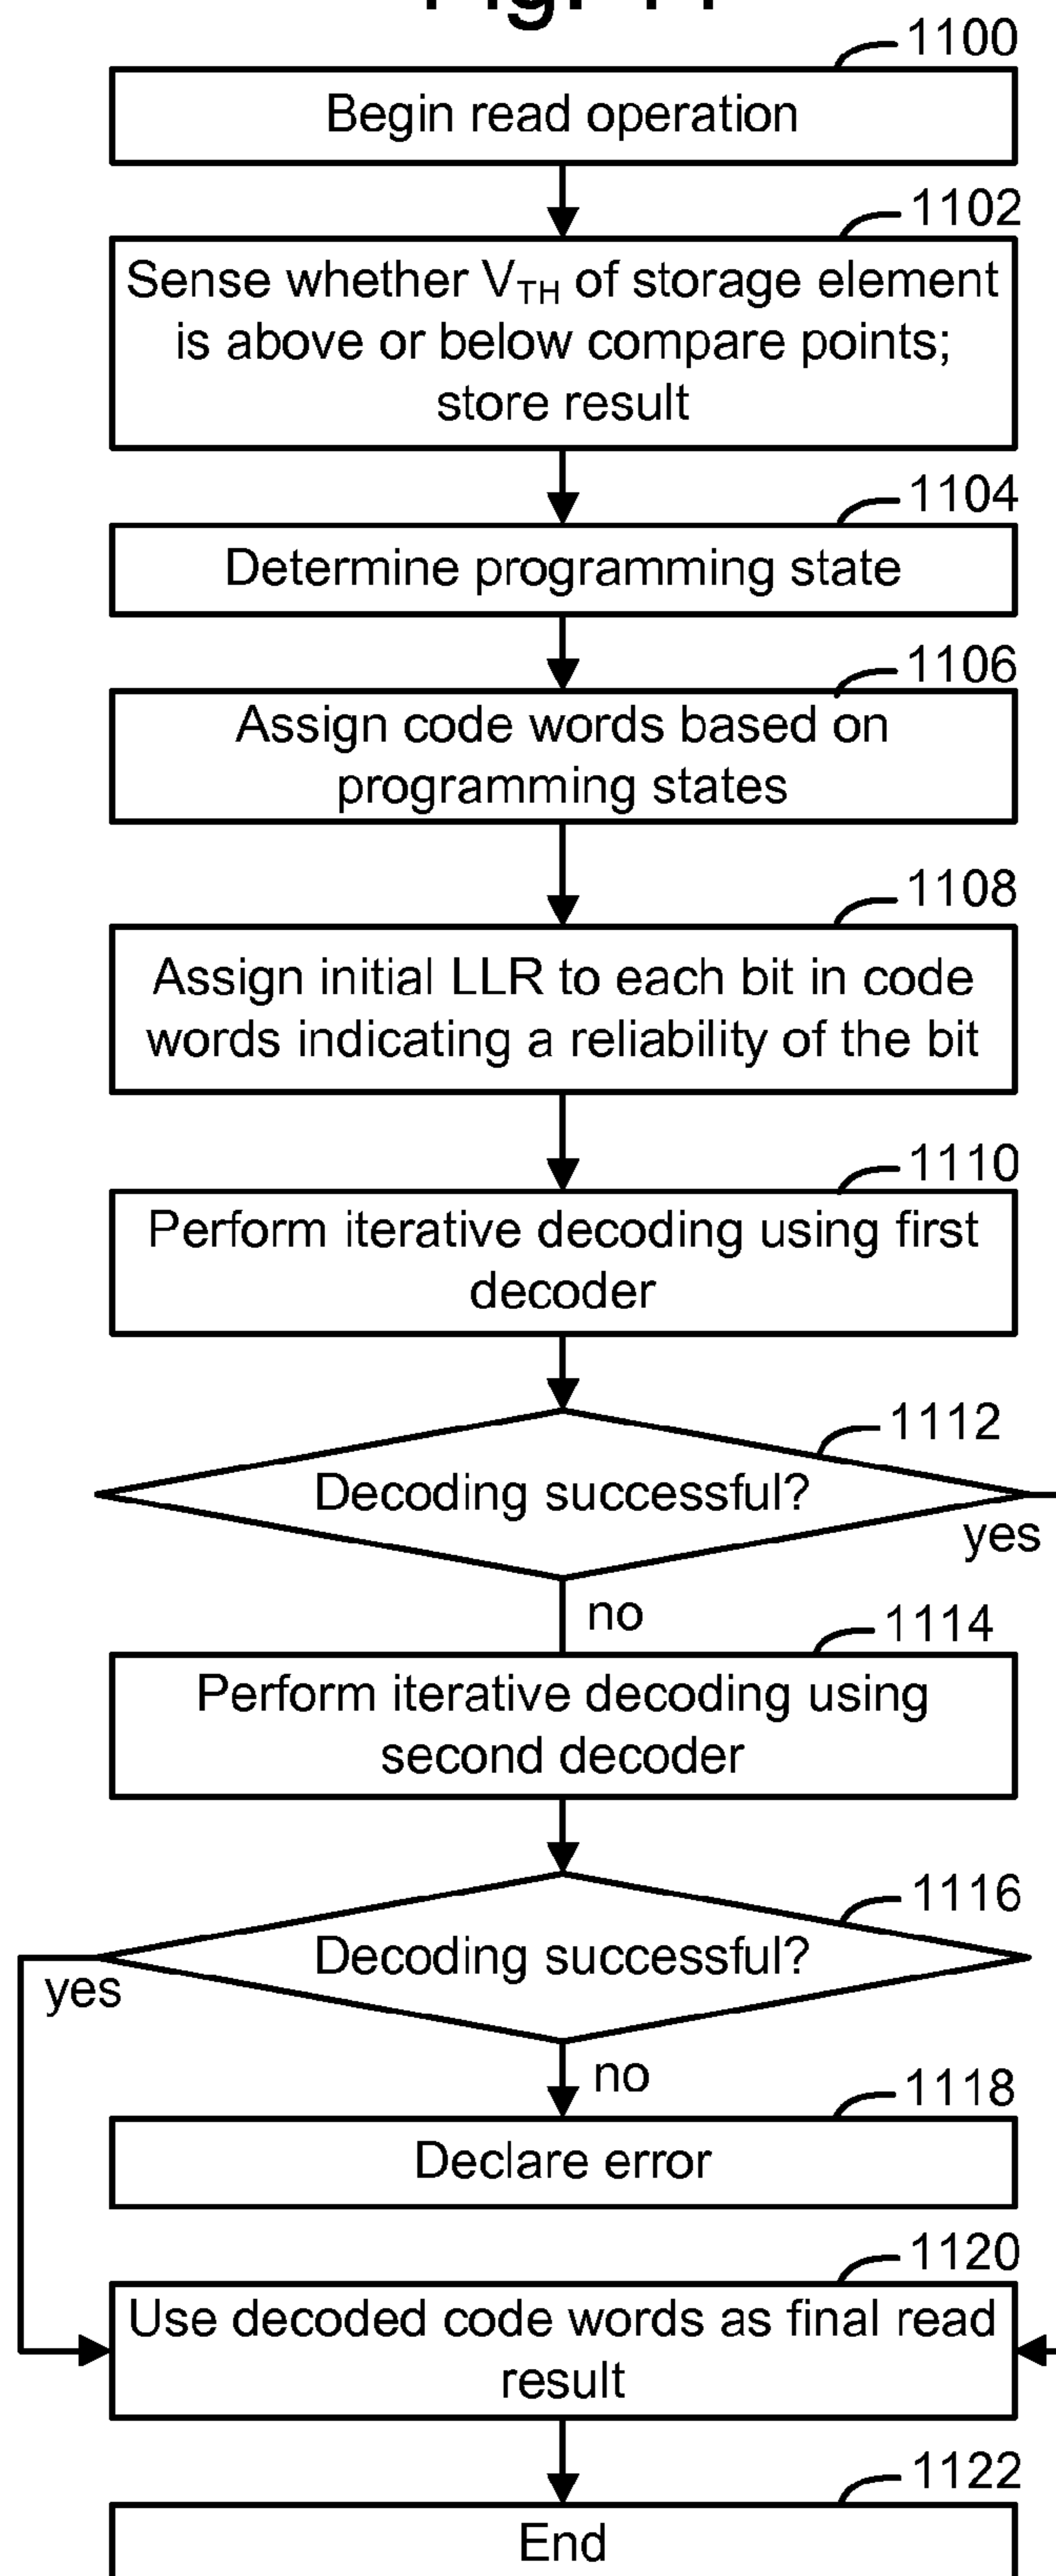 Fig. 11
1100
Begin read operation
1102
Sense whether VTH of storage element
is above or below compare points;
store result
1104
Determine programming state
1106
Assign code words based on
programming states
1108
Assign initial LLR to each bit in code
words indicating a reliability of the bit
1110
Perform iterative decoding using first
decoder
1112
Decoding successful?
yes
no
1114
Perform iterative decoding using
second decoder
1116
Decoding successful?
yes
no
1118
Declare error
1120
Use decoded code words as final read
result
1122
End